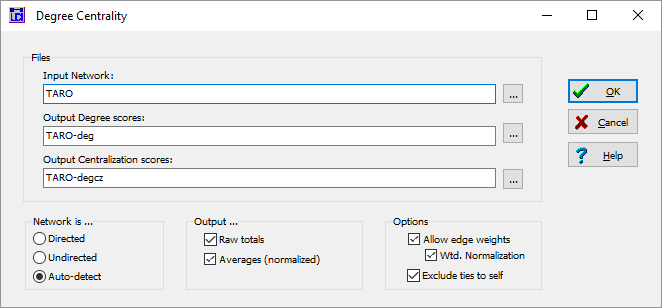 Degree Centrality
Files
Input Network:
TARO
...
Output Degree scores:
TARO-deg
...
Output Centralization scores:
TARO-degcz
...
OK
Cancel
Help
Network is ...
Directed
Undirected
Auto-detect
Output ...
Raw totals
Averages (normalized)
Options
Allow edge weights
Wtd. Normalization
Exclude ties to self